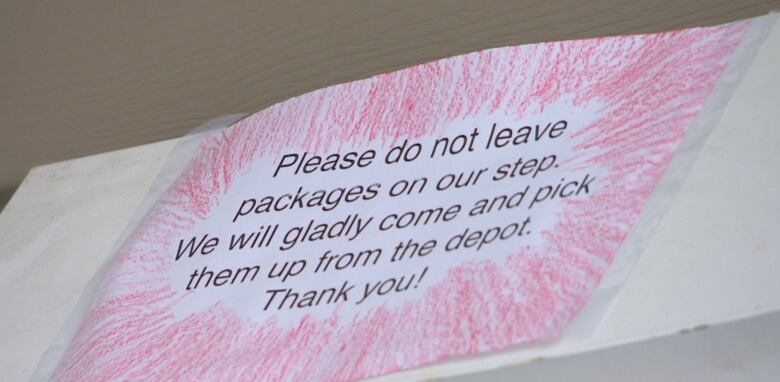 Please do not leave
packages on our step.
We will gladly come and pick
them up from the depot.
Thank you!